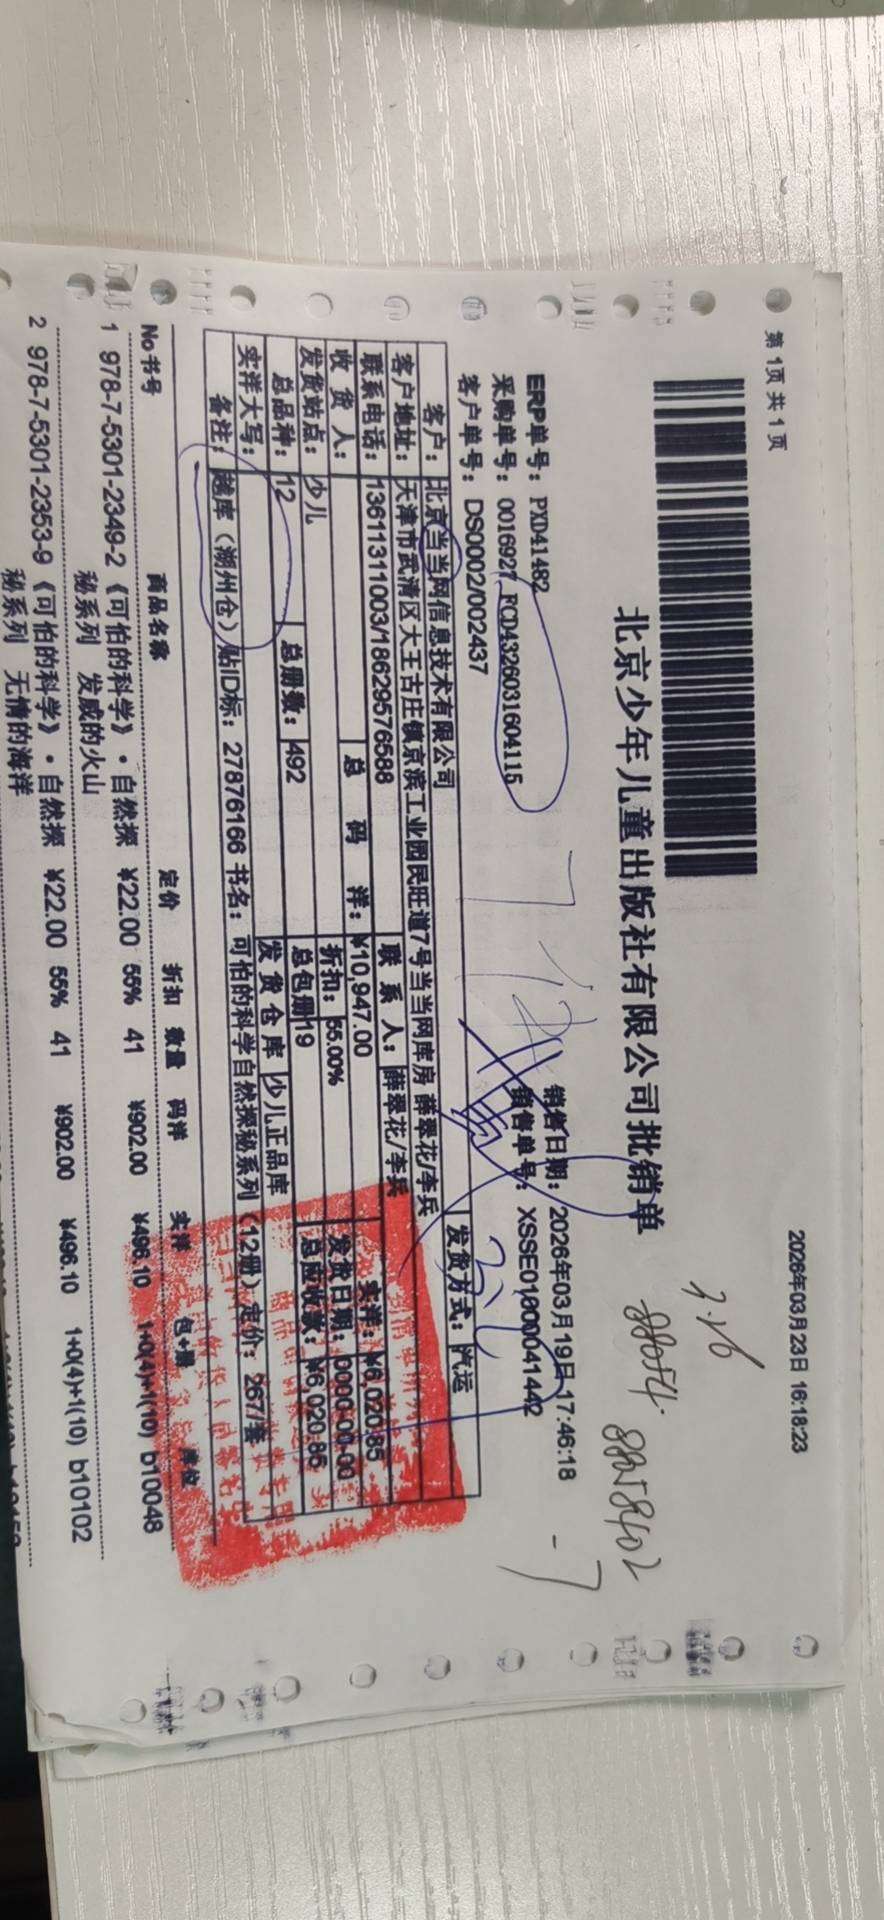 第 1页 共 1 页
2026年03月23日 16:18:23
北京少年儿童出版社有限公司批销单
3.26
88054.
88058402
ERP单号：PXD41482
销售日期：2026年03月19日 17:46:18
采购单号：0016927 FCD4326031604115
销售单号：XSSE01000041442
客户单号：DS0002/002437
客户：北京当当网信息技术有限公司 发货方式：汽运
客户地址：天津市武清区大王古庄镇京滨工业园民旺道7号当当网库房 薛翠花/李兵
联系电话：13611311003/18629576588 联 系 人：薛翠花/李兵
收 货 人： 总 码 洋：¥10,947.00 实洋：¥6,020.85
发货站点：少儿 折扣：55.00% 发货日期：0000-00-00
总品种：12 总册数：492 总包册19 总应收款：¥6,020.85
实洋大写： 发 货 仓 库 少儿正品库
备注：越库（湖州仓）贴ID标：27876166 书名：可怕的科学自然探秘系列（12册）定价：267/套
No 书号 商品名称 定价 折扣 数量 码洋 实洋 包+册 库位
1 978-7-5301-2349-2 《可怕的科学》·自然探 ¥22.00 55% 41 ¥902.00 ¥496.10 1+0(4)+1(10) b10048
秘系列 发威的火山
2 978-7-5301-2353-9 《可怕的科学》·自然探 ¥22.00 55% 41 ¥902.00 ¥496.10 1+0(4)+1(10) b10102
秘系列 无情的海洋